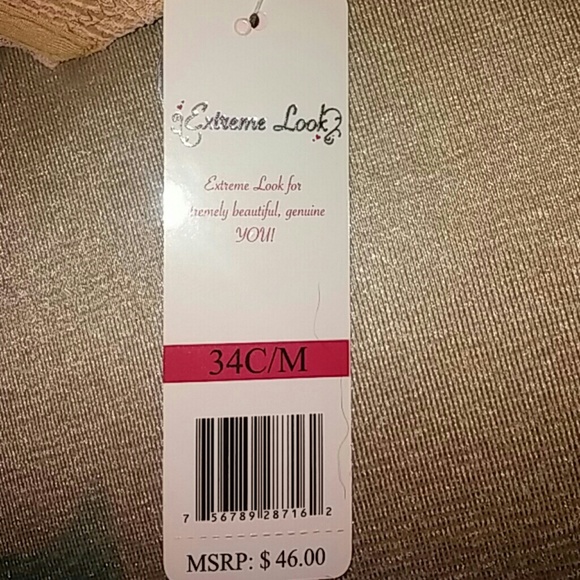 Extreme Look
Extreme Look for
tremely beautiful, genuine
YOU!
34C/M
7 56789 28716 2
MSRP: $ 46.00